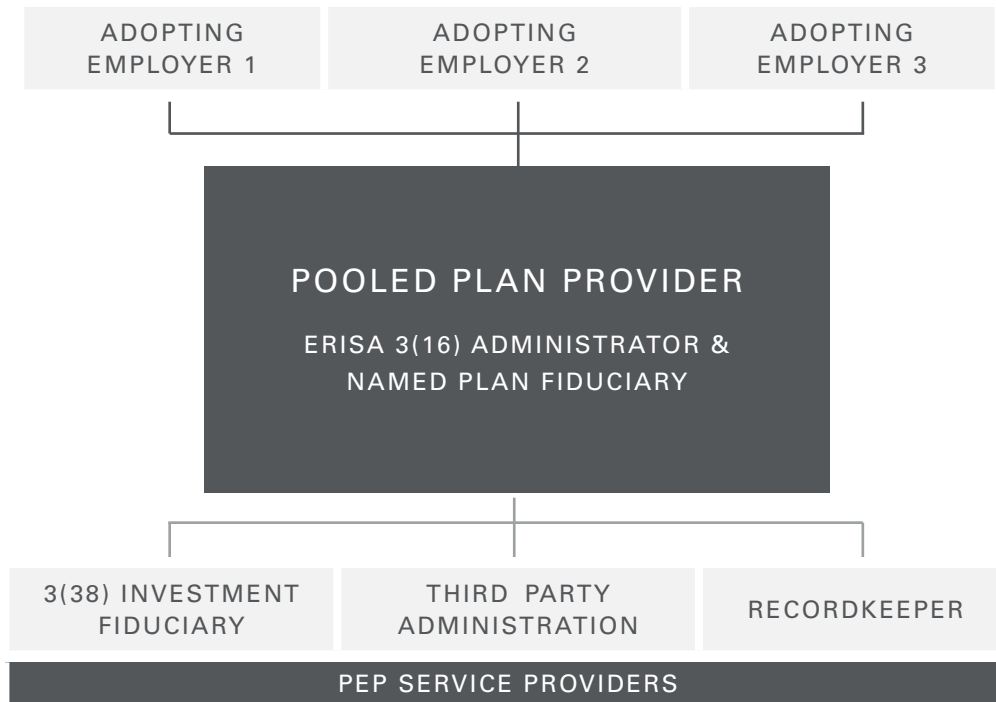 ADOPTING
EMPLOYER 1
ADOPTING
EMPLOYER 2
ADOPTING
EMPLOYER 3
POOLED PLAN PROVIDER
ERISA 3(16) ADMINISTRATOR &
NAMED PLAN FIDUCIARY
3(38) INVESTMENT
FIDUCIARY
THIRD PARTY
ADMINISTRATION
RECORDKEEPER
PEP SERVICE PROVIDERS